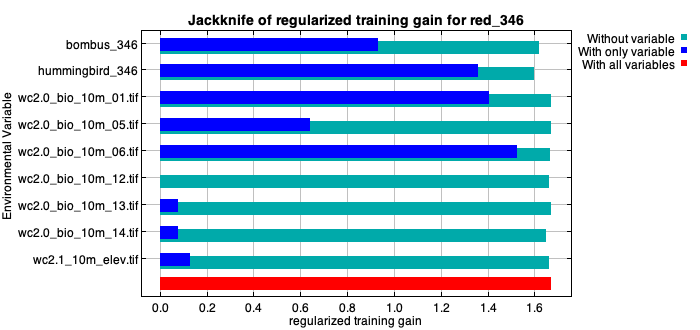 Jackknife of regularized training gain for red_346
Without variable
With only variable
With all variables
Environmental Variable
bombus_346
hummingbird_346
wc2.0_bio_10m_01.tif
wc2.0_bio_10m_05.tif
wc2.0_bio_10m_06.tif
wc2.0_bio_10m_12.tif
wc2.0_bio_10m_13.tif
wc2.0_bio_10m_14.tif
wc2.1_10m_elev.tif
0.0 0.2 0.4 0.6 0.8 1.0 1.2 1.4 1.6
regularized training gain